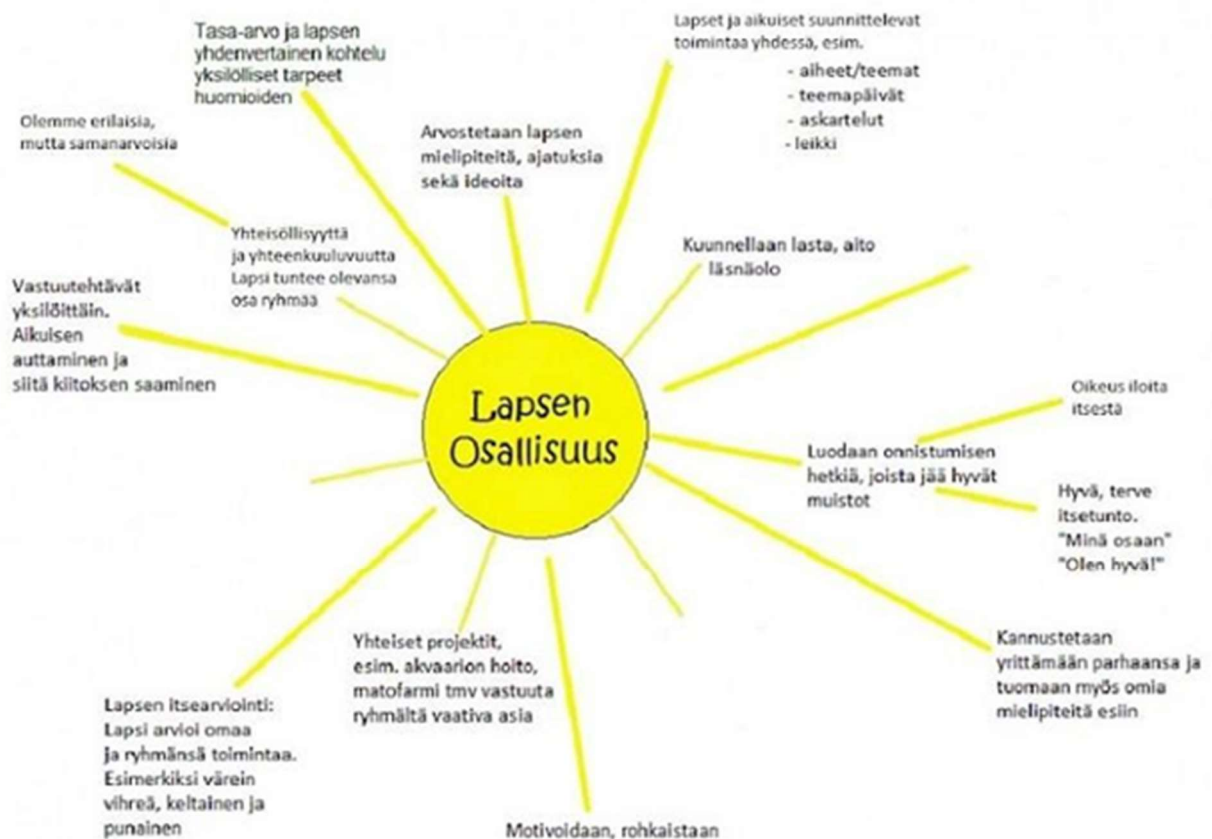 Tasa-arvo ja lapsen
yhdenvertainen kohtelu
yksilölliset tarpeet
huomioiden
Lapset ja aikuiset suunnittelevat
toimintaa yhdessä, esim.
- aiheet/teemat
- teemapäivät
- askartelut
- leikki
Olemme erilaisia,
mutta samanarvoisia
Arvostetaan lapsen
mielipiteitä, ajatuksia
sekä ideoita
Yhteisöllisyyttä
ja yhteenkuuluvuutta
Lapsi tuntee olevansa
osa ryhmää
Kuunnellaan lasta, aito
läsnäolo
Vastuutehtävät
yksilöittäin.
Aikuisen
auttaminen ja
siitä kiitoksen saaminen
Lapsen
Osallisuus
Oikeus iloita
itsestä
Luodaan onnistumisen
hetkiä, joista jää hyvät
muistot
Hyvä, terve
itsetunto.
"Minä osaan"
"Olen hyvä!"
Kannustetaan
yrittämään parhaansa ja
tuomaan myös omia
mielipiteitä esiin
Yhteiset projektit,
esim. akvaarion hoito,
matofarmi tmv vastuuta
ryhmältä vaativa asia
Lapsen itsearviointi:
Lapsi arvioi omaa
ja ryhmänsä toimintaa.
Esimerkiksi värein
vihreä, keltainen ja
punainen
Motivoidaan, rohkaistaan